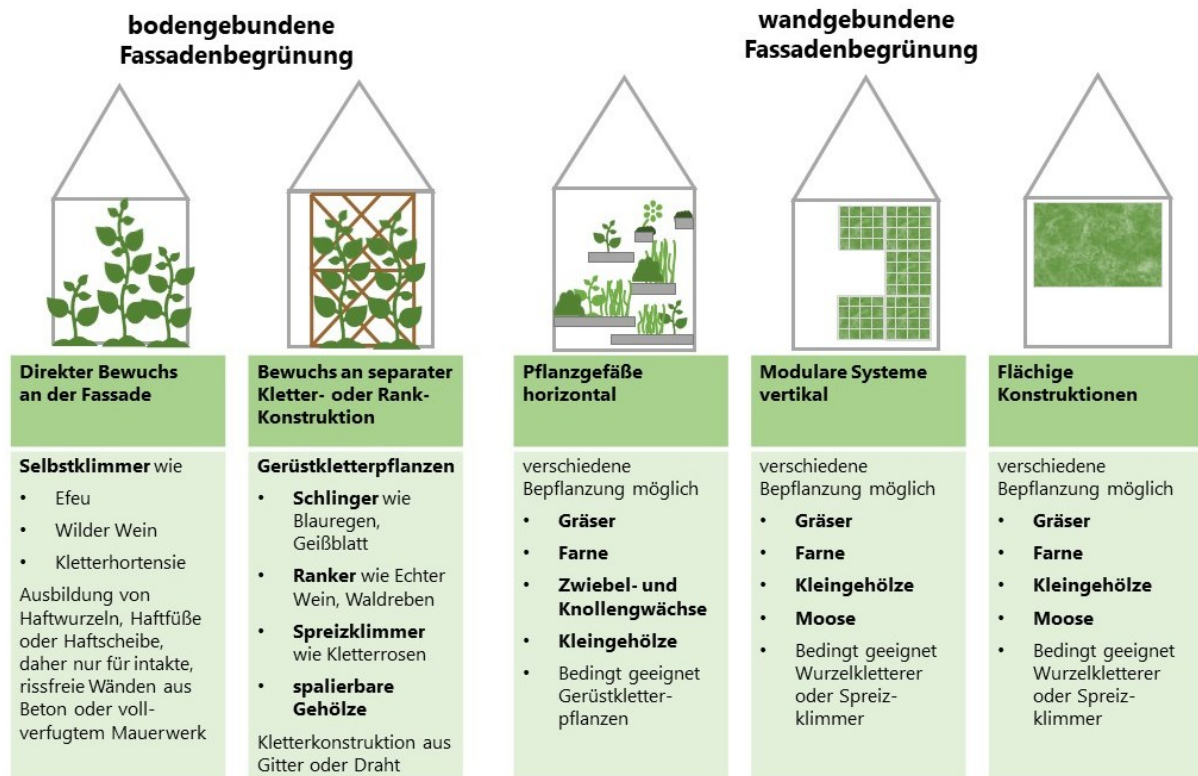 bodengebundene
Fassadenbegrünung
wandgebundene
Fassadenbegrünung
Direkter Bewuchs
an der Fassade
Selbstklimmer wie
• Efeu
• Wilder Wein
• Kletterhortensie
Ausbildung von
Haftwurzeln, Haftfüße
oder Haftscheibe,
daher nur für intakte,
rissfreie Wänden aus
Beton oder voll-
verfugtem Mauerwerk
Bewuchs an separater
Kletter- oder Rank-
Konstruktion
Gerüstkletterpflanzen
• Schlinger wie
Blauregen,
Geißblatt
• Ranker wie Echter
Wein, Waldreben
• Spreizklimmer
wie Kletterrosen
• spalierbare
Gehölze
Kletterkonstruktion aus
Gitter oder Draht
Pflanzgefäße
horizontal
verschiedene
Bepflanzung möglich
• Gräser
• Farne
• Zwiebel- und
Knollengwächse
• Kleingehölze
• Bedingt geeignet
Gerüstkletter-
pflanzen
Modulare Systeme
vertikal
verschiedene
Bepflanzung möglich
• Gräser
• Farne
• Kleingehölze
• Moose
• Bedingt geeignet
Wurzelkletterer
oder Spreiz-
klimmer
Flächige
Konstruktionen
verschiedene
Bepflanzung möglich
• Gräser
• Farne
• Kleingehölze
• Moose
• Bedingt geeignet
Wurzelkletterer
oder Spreiz-
klimmer